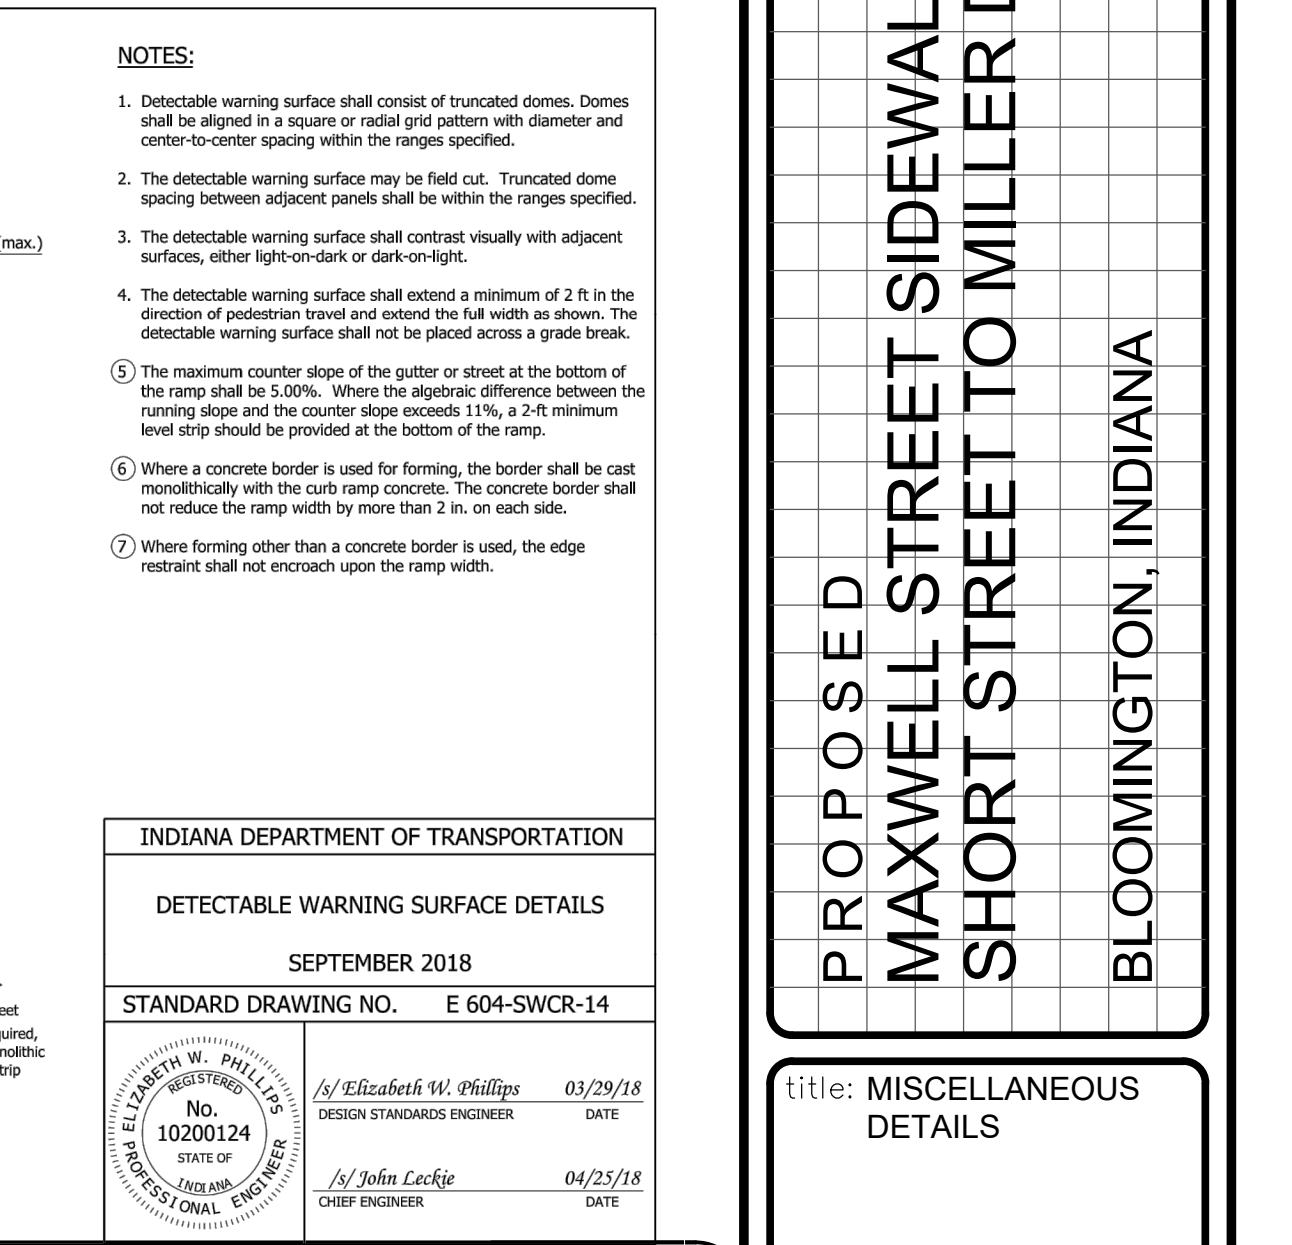 NOTES:
1. Detectable warning surface shall consist of truncated domes. Domes
shall be aligned in a square or radial grid pattern with diameter and
center-to-center spacing within the ranges specified.
2. The detectable warning surface may be field cut. Truncated dome
spacing between adjacent panels shall be within the ranges specified.
3. The detectable warning surface shall contrast visually with adjacent
surfaces, either light-on-dark or dark-on-light.
4. The detectable warning surface shall extend a minimum of 2 ft in the
direction of pedestrian travel and extend the full width as shown. The
detectable warning surface shall not be placed across a grade break.
5 The maximum counter slope of the gutter or street at the bottom of
the ramp shall be 5.00%. Where the algebraic difference between the
running slope and the counter slope exceeds 11%, a 2-ft minimum
level strip should be provided at the bottom of the ramp.
6 Where a concrete border is used for forming, the border shall be cast
monolithically with the curb ramp concrete. The concrete border shall
not reduce the ramp width by more than 2 in. on each side.
7 Where forming other than a concrete border is used, the edge
restraint shall not encroach upon the ramp width.
(max.)
eet
uired,
nolithic
trip
INDIANA DEPARTMENT OF TRANSPORTATION
DETECTABLE WARNING SURFACE DETAILS
SEPTEMBER 2018
STANDARD DRAWING NO. E 604-SWCR-14
ELIZABETH W. PHILLIPS
REGISTERED
No.
10200124
STATE OF
INDIANA
PROFESSIONAL ENGINEER
/s/ Elizabeth W. Phillips 03/29/18
DESIGN STANDARDS ENGINEER DATE
/s/ John Leckie 04/25/18
CHIEF ENGINEER DATE
PROPOSED
MAXWELL STREET SIDEWAL
SHORT STREET TO MILLER D
BLOOMINGTON, INDIANA
title: MISCELLANEOUS
DETAILS